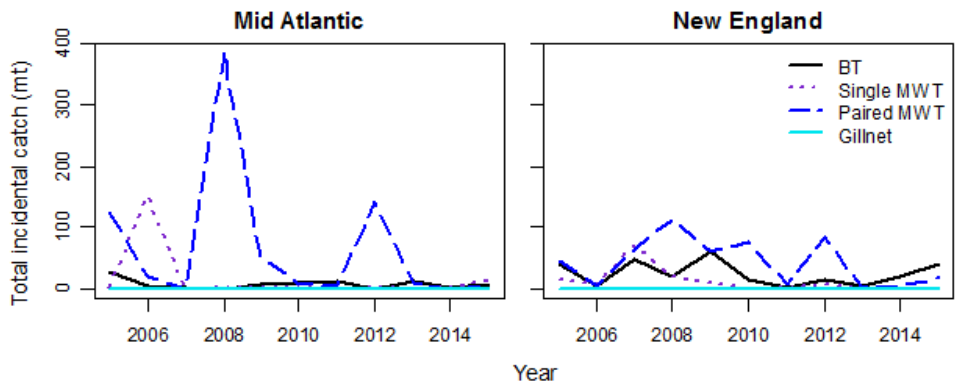 Mid Atlantic
New England
Total incidental catch (mt)
400
300
200
100
0
BT
Single MWT
Paired MWT
Gillnet
2006 2008 2010 2012 2014
2006 2008 2010 2012 2014
Year